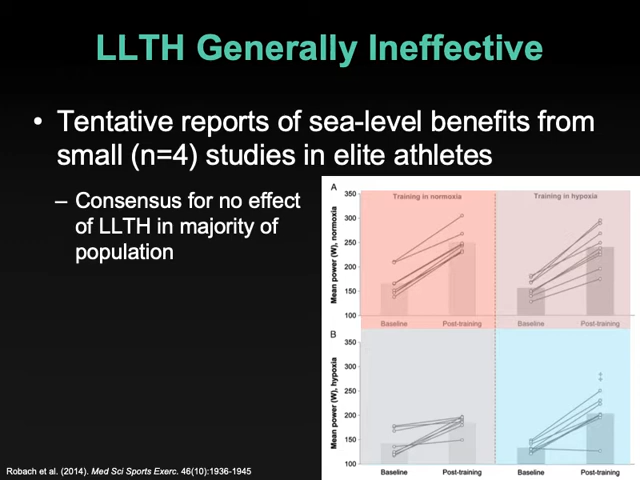 LLTH Generally Ineffective
• Tentative reports of sea-level benefits from
small (n=4) studies in elite athletes
– Consensus for no effect
of LLTH in majority of
population
A
Training in normoxia
Training in hypoxia
Mean power (W), normoxia
350
300
250
200
150
100
Baseline
Post-training
Baseline
Post-training
B
Mean power (W), hypoxia
350
300
250
200
150
100
Baseline
Post-training
Baseline
Post-training
Robach et al. (2014). Med Sci Sports Exerc. 46(10):1936-1945